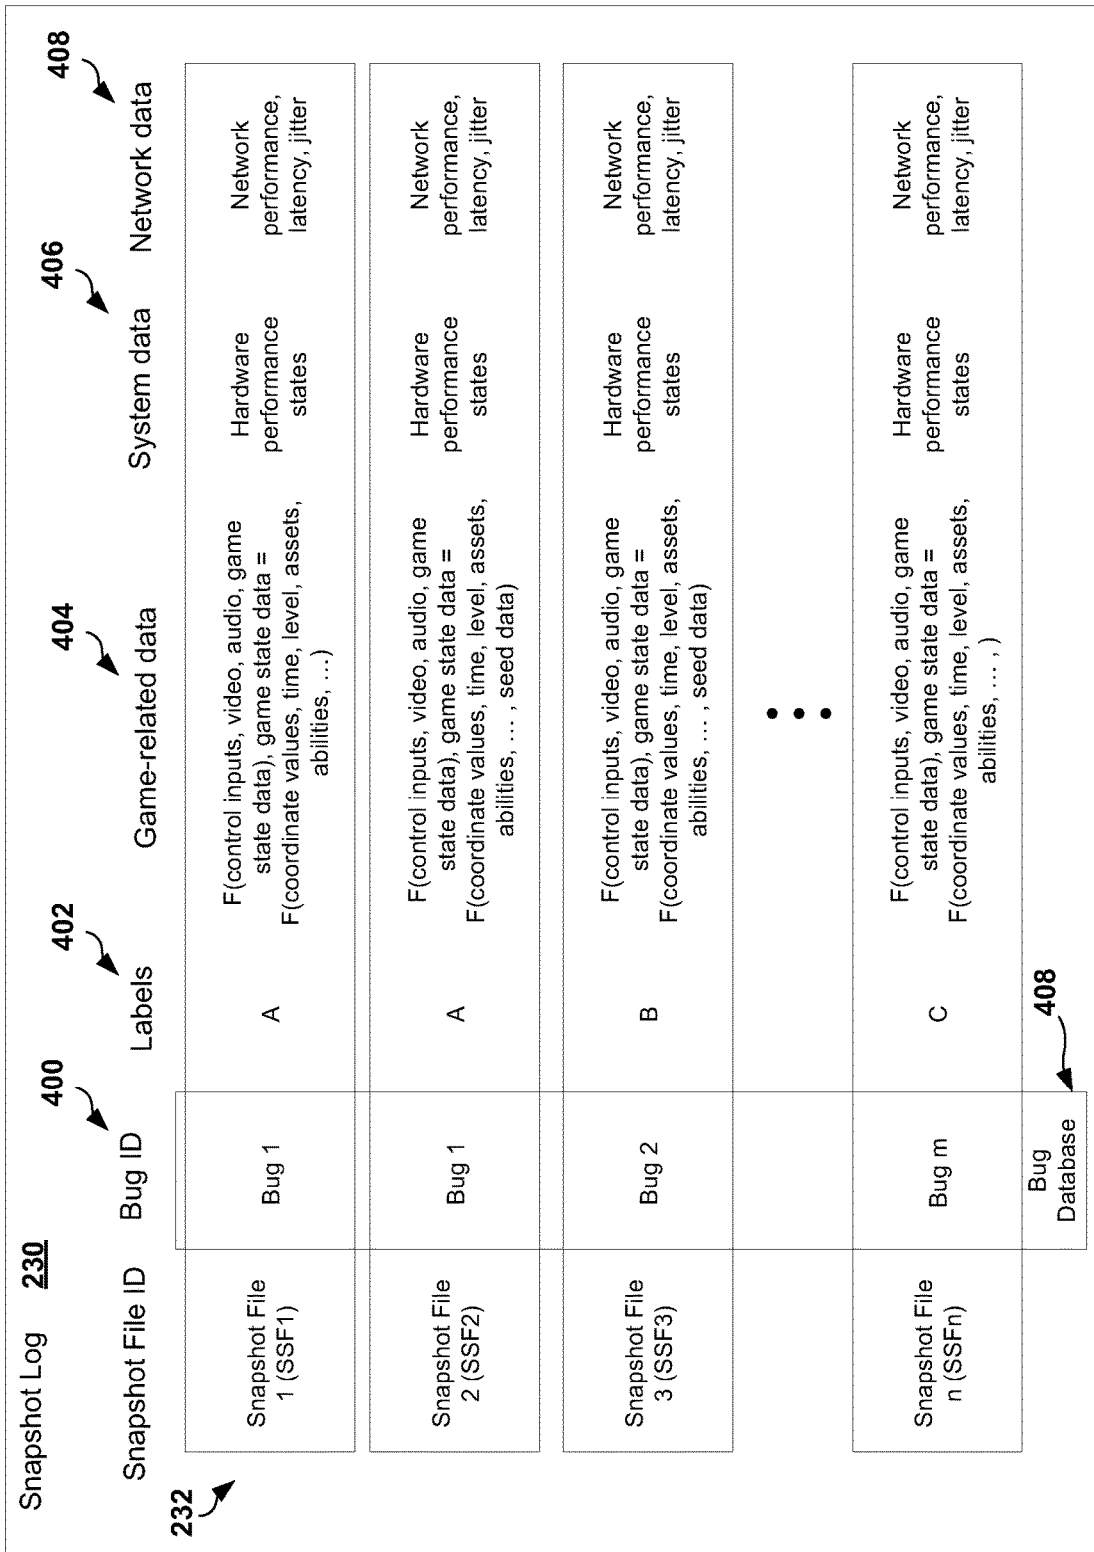 Snapshot Log 230
400
402
404
406
408
Snapshot File ID
Bug ID
Labels
Game-related data
System data
Network data
232
Snapshot File
1 (SSF1)
Bug 1
A
F(control inputs, video, audio, game
state data), game state data =
F(coordinate values, time, level, assets,
abilities, …)
Hardware
performance
states
Network
performance,
latency, jitter
Snapshot File
2 (SSF2)
Bug 1
A
F(control inputs, video, audio, game
state data), game state data =
F(coordinate values, time, level, assets,
abilities, … , seed data)
Hardware
performance
states
Network
performance,
latency, jitter
Snapshot File
3 (SSF3)
Bug 2
B
F(control inputs, video, audio, game
state data), game state data =
F(coordinate values, time, level, assets,
abilities, … , seed data)
Hardware
performance
states
Network
performance,
latency, jitter
Snapshot File
n (SSFn)
Bug m
C
F(control inputs, video, audio, game
state data), game state data =
F(coordinate values, time, level, assets,
abilities, … , )
Hardware
performance
states
Network
performance,
latency, jitter
Bug
Database
408